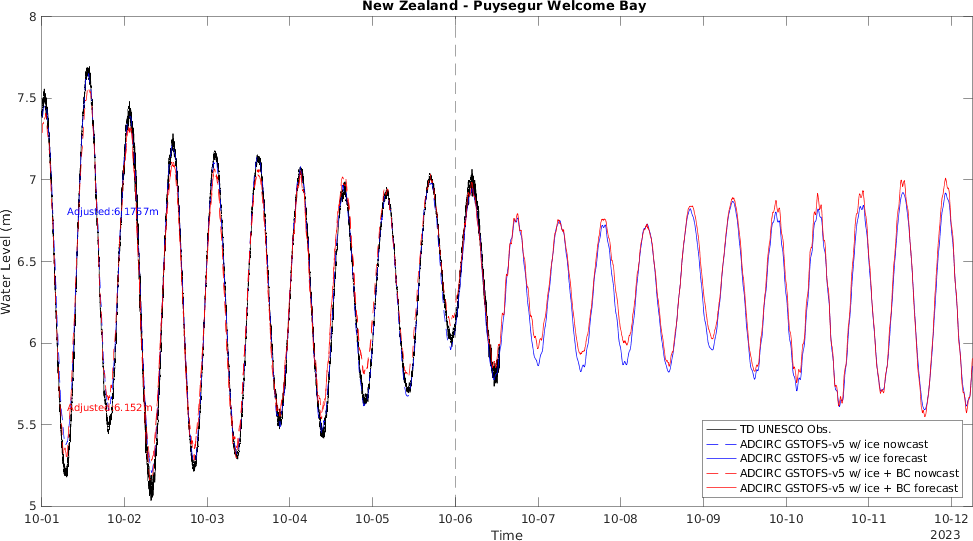 New Zealand - Puysegur Welcome Bay
8
7.5
7
6.5
6
5.5
5
Water Level (m)
Adjusted:6.1757m
Adjusted:6.152m
TD UNESCO Obs.
ADCIRC GSTOFS-v5 w/ ice nowcast
ADCIRC GSTOFS-v5 w/ ice forecast
ADCIRC GSTOFS-v5 w/ ice + BC nowcast
ADCIRC GSTOFS-v5 w/ ice + BC forecast
10-01 10-02 10-03 10-04 10-05 10-06 10-07 10-08 10-09 10-10 10-11 10-12
2023
Time